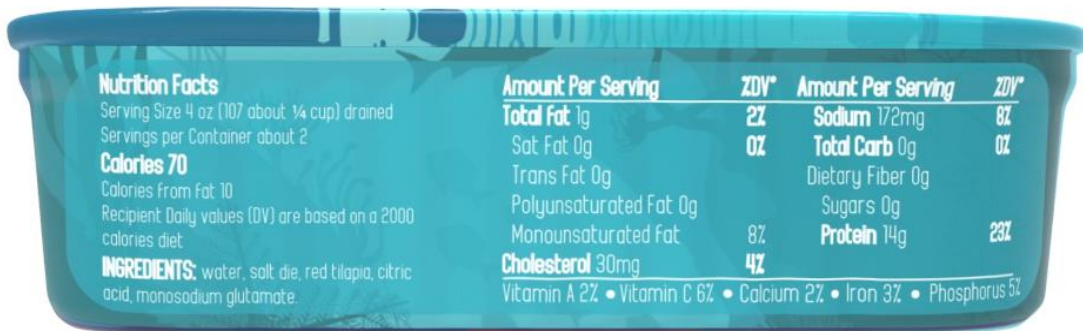 Nutrition Facts
Serving Size 4 oz (107 about ¼ cup) drained
Servings per Container about 2
Calories 70
Calories from Fat 10
Recipient Daily values (DV) are based on a 2000
calories diet
INGREDIENTS: water, salt die, red tilapia, citric
acid, monosodium glutamate.
Amount Per Serving %DV*
Total Fat 1g 2%
Sat Fat 0g 0%
Trans Fat 0g
Polyunsaturated Fat 0g
Monounsaturated Fat 8%
Cholesterol 30mg 4%
Amount Per Serving %DV*
Sodium 172mg 8%
Total Carb 0g 0%
Dietary Fiber 0g
Sugars 0g
Protein 14g 23%
Vitamin A 2% • Vitamin C 6% • Calcium 2% • Iron 3% • Phosphorus 5%